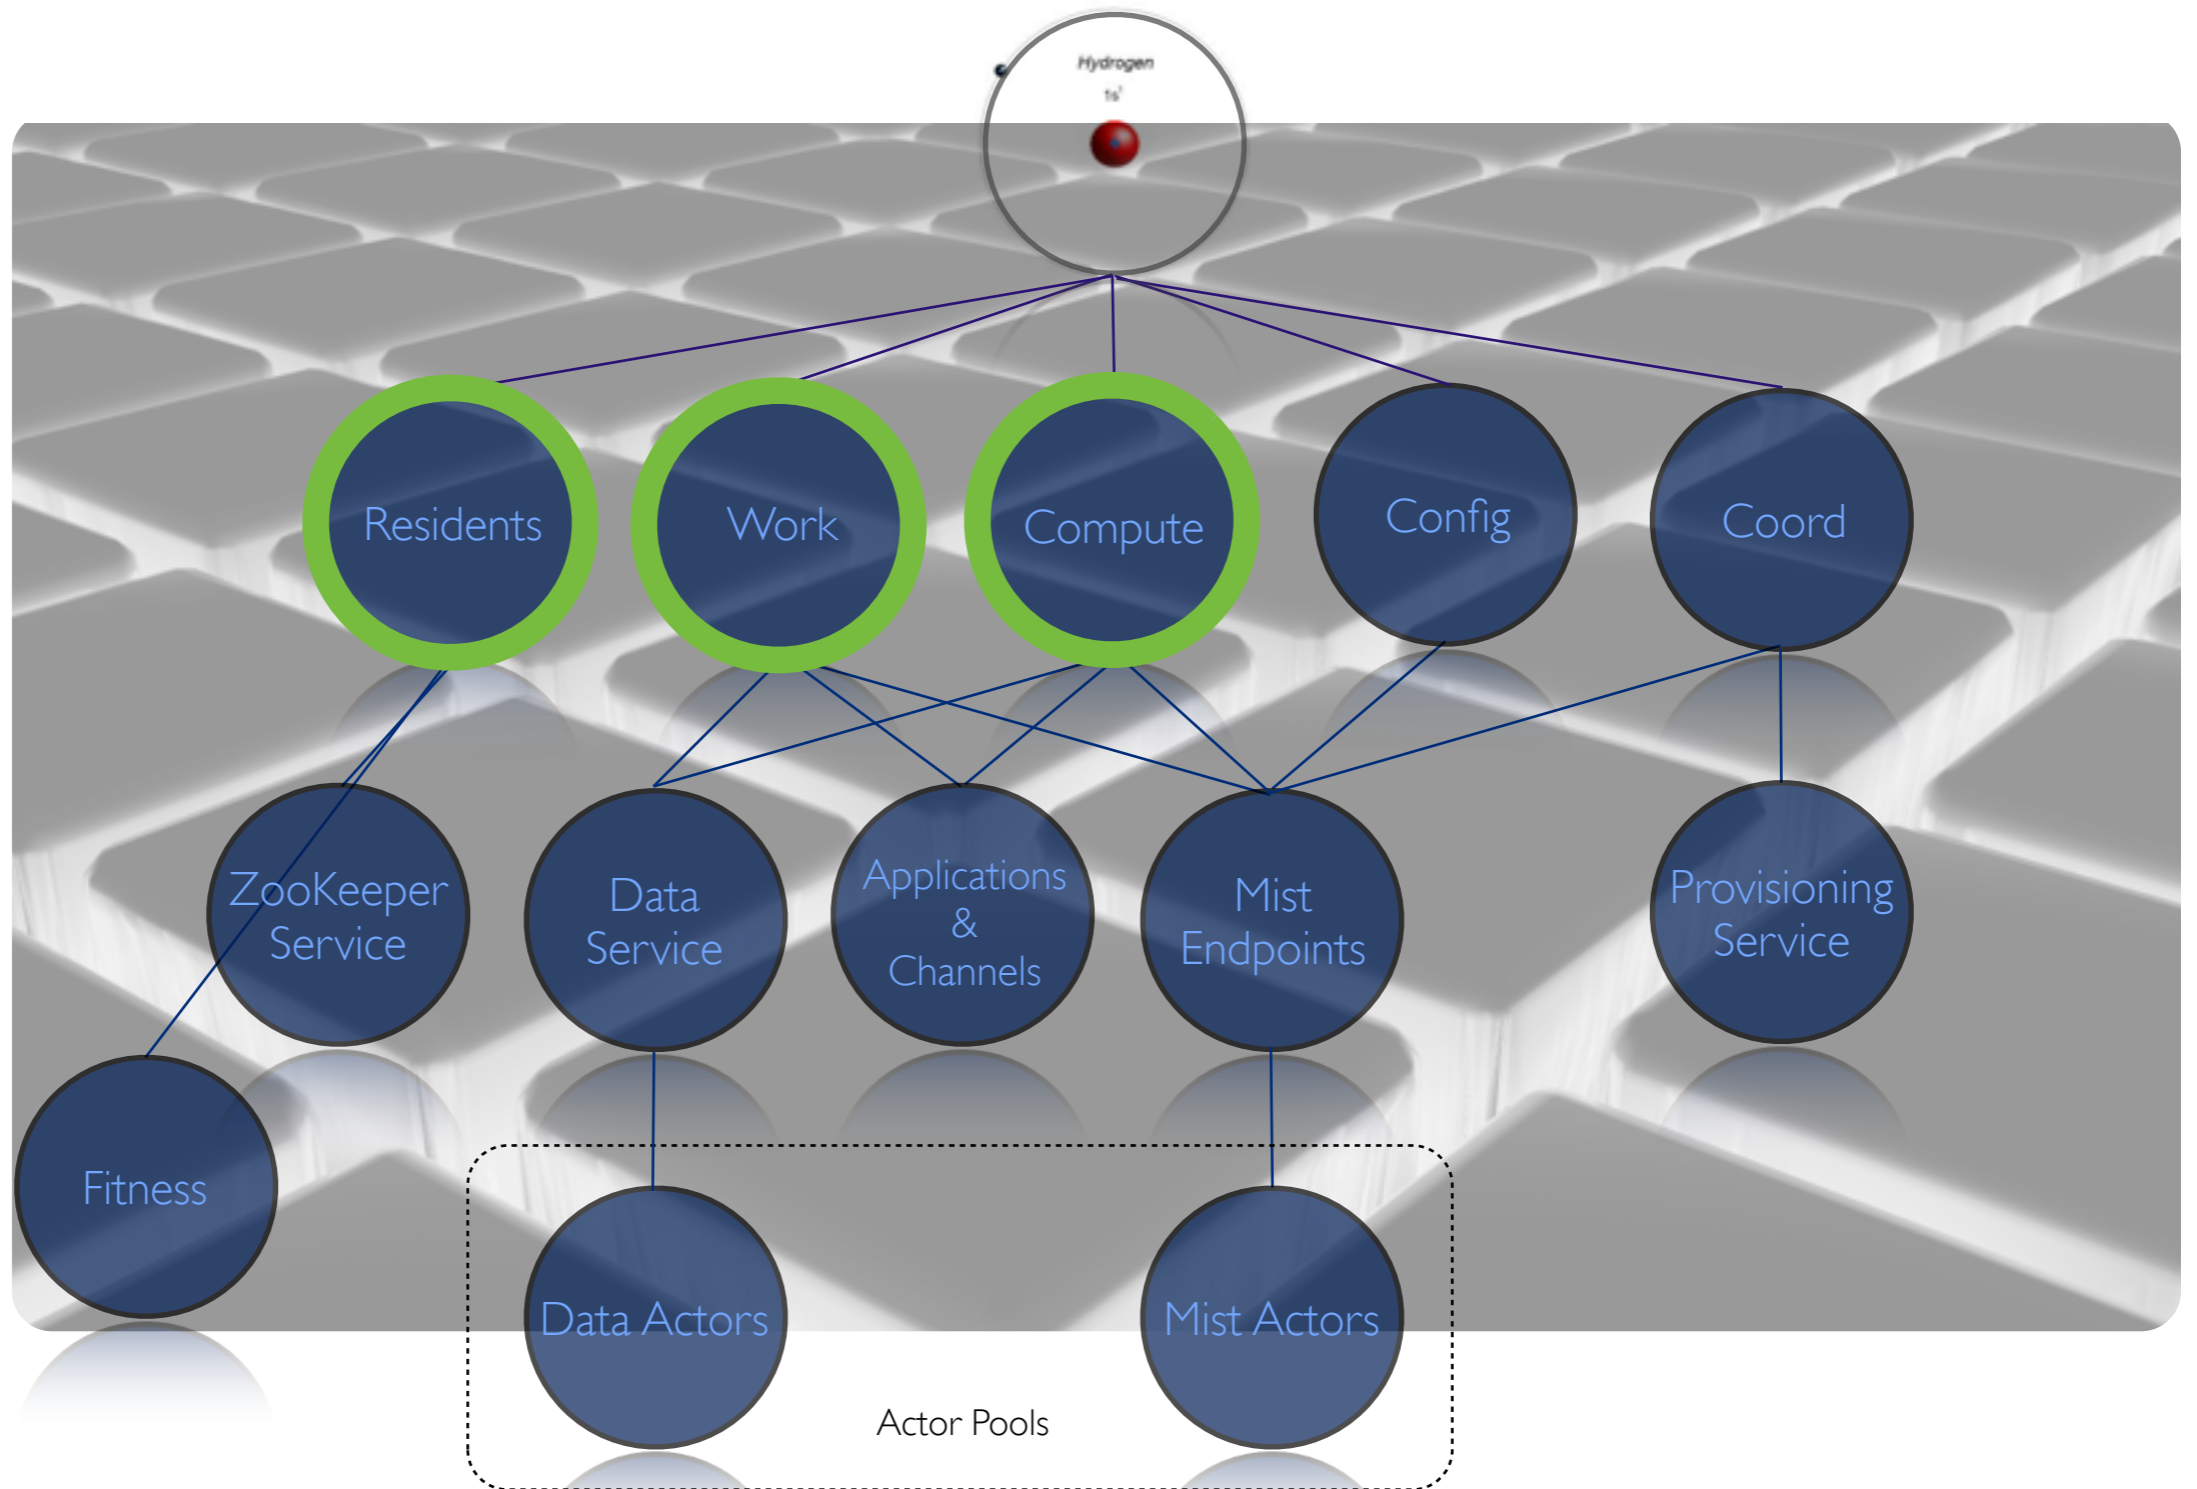 Hydrogen
1s¹
Residents
Work
Compute
Config
Coord
ZooKeeper
Service
Data
Service
Applications
&
Channels
Mist
Endpoints
Provisioning
Service
Fitness
Data Actors
Mist Actors
Actor Pools